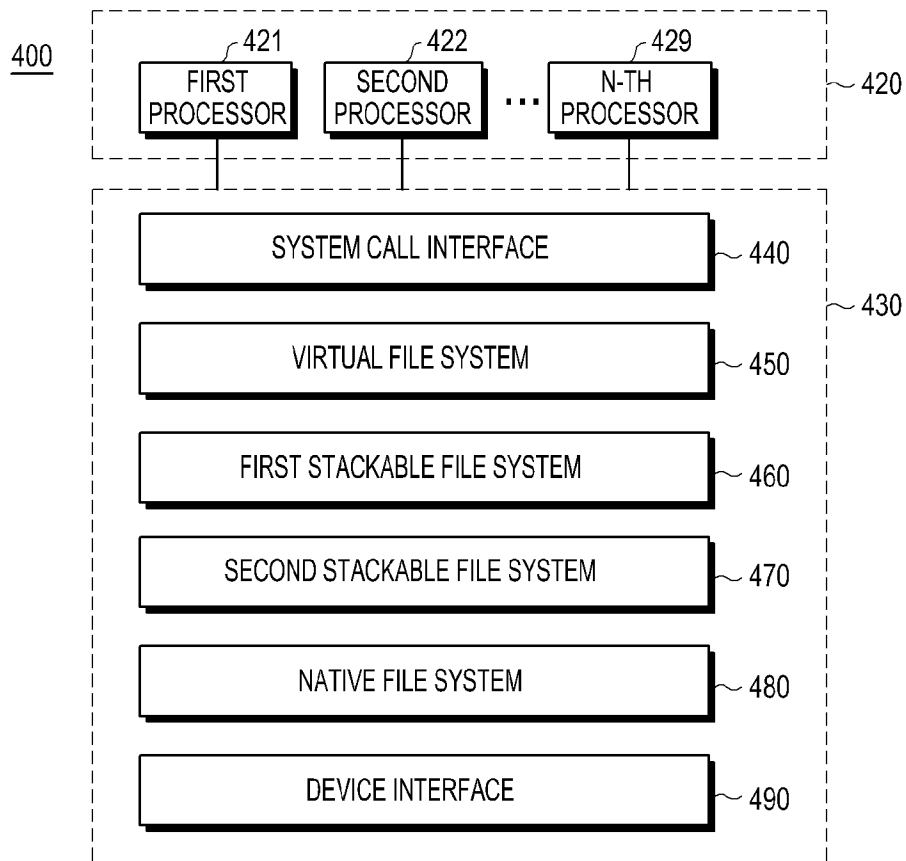 400
421
422
429
FIRST
PROCESSOR
SECOND
PROCESSOR
...
N-TH
PROCESSOR
420
SYSTEM CALL INTERFACE
440
430
VIRTUAL FILE SYSTEM
450
FIRST STACKABLE FILE SYSTEM
460
SECOND STACKABLE FILE SYSTEM
470
NATIVE FILE SYSTEM
480
DEVICE INTERFACE
490